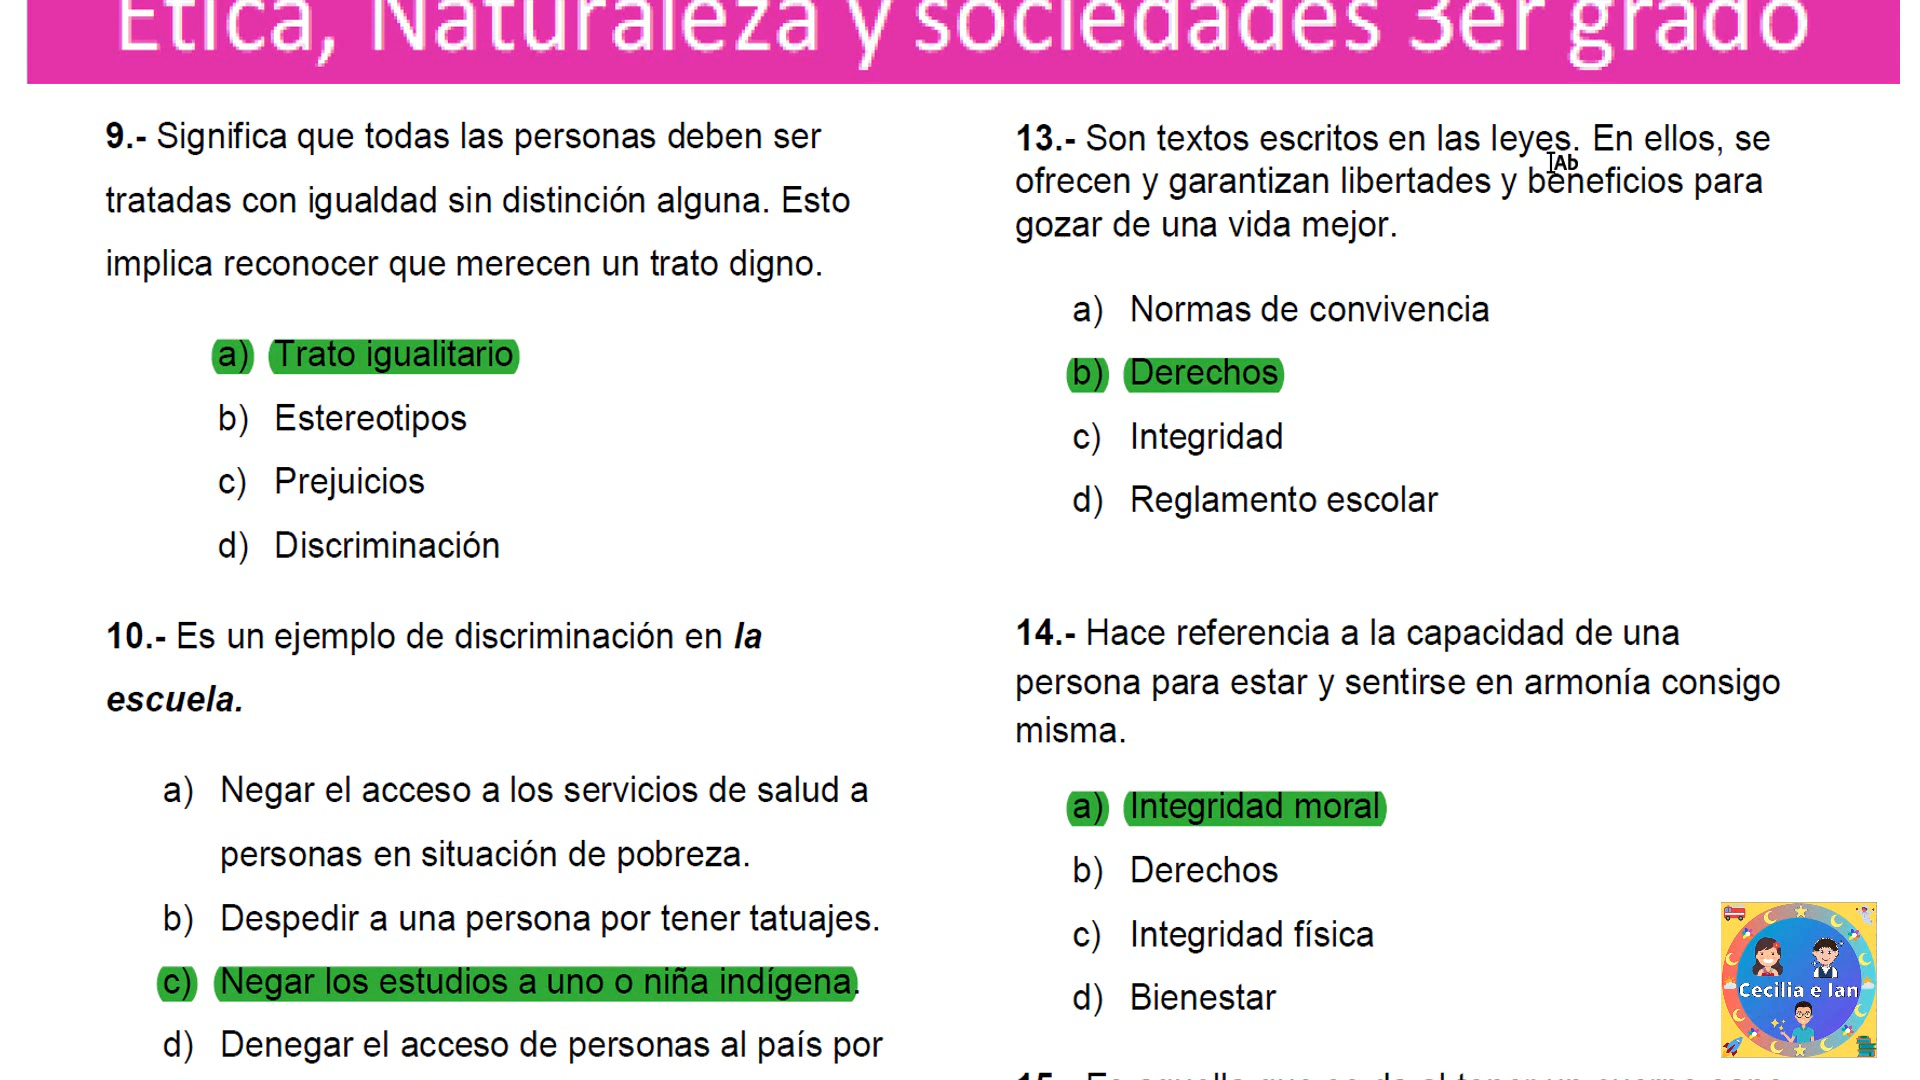 Ética, Naturaleza y sociedades 3er grado
9.- Significa que todas las personas deben ser
tratadas con igualdad sin distinción alguna. Esto
implica reconocer que merecen un trato digno.
a) Trato igualitario
b) Estereotipos
c) Prejuicios
d) Discriminación
10.- Es un ejemplo de discriminación en la
escuela.
a) Negar el acceso a los servicios de salud a
personas en situación de pobreza.
b) Despedir a una persona por tener tatuajes.
c) Negar los estudios a uno o niña indígena.
d) Denegar el acceso de personas al país por
13.- Son textos escritos en las leyes. En ellos, se
ofrecen y garantizan libertades y beneficios para
gozar de una vida mejor.
a) Normas de convivencia
b) Derechos
c) Integridad
d) Reglamento escolar
14.- Hace referencia a la capacidad de una
persona para estar y sentirse en armonía consigo
misma.
a) Integridad moral
b) Derechos
c) Integridad física
d) Bienestar
Cecilia e Ian